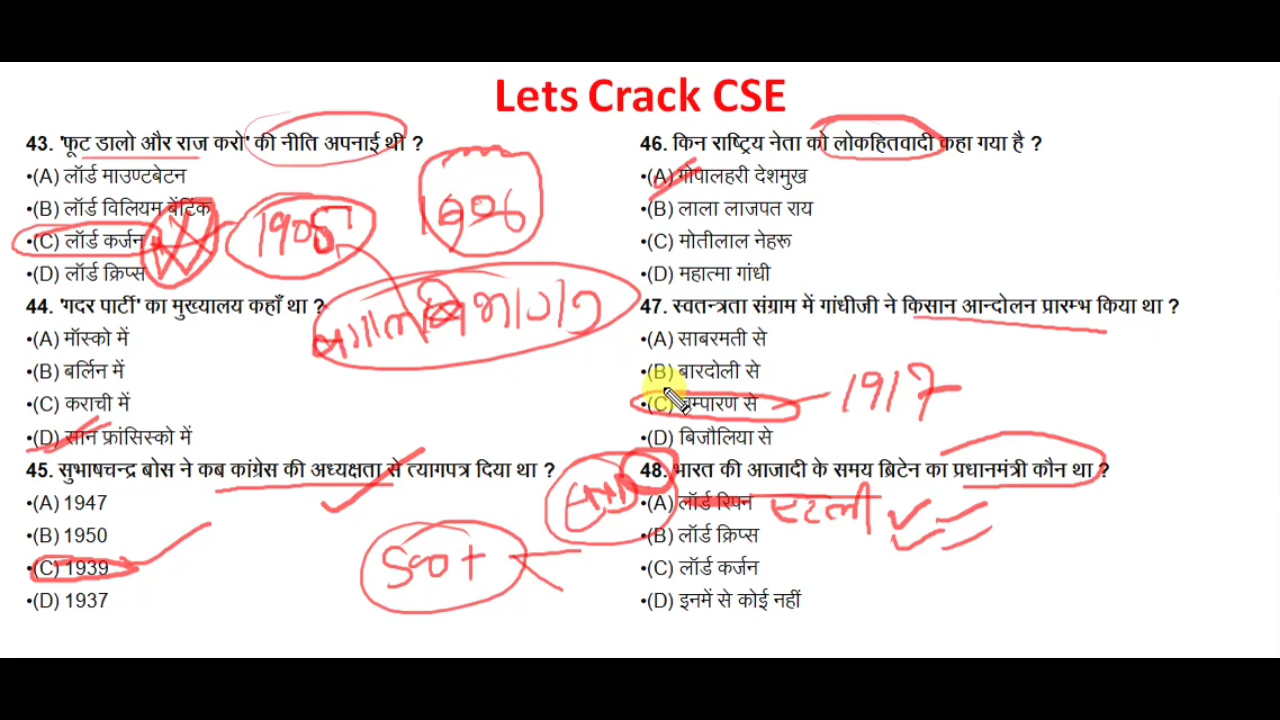 Lets Crack CSE
43. 'फूट डालो और राज करो' की नीति अपनाई थी ?
•(A) लॉर्ड माउण्टबेटन
•(B) लॉर्ड विलियम बेंटिंक
•(C) लॉर्ड कर्जन
•(D) लॉर्ड क्रिप्स
1905
1906
बंगाल विभाजन
44. 'गदर पार्टी' का मुख्यालय कहाँ था ?
•(A) मॉस्को में
•(B) बर्लिन में
•(C) कराची में
•(D) सान फ्रांसिस्को में
45. सुभाषचन्द्र बोस ने कब कांग्रेस की अध्यक्षता से त्यागपत्र दिया था ?
•(A) 1947
•(B) 1950
•(C) 1939
•(D) 1937
46. किन राष्ट्रिय नेता को लोकहितवादी कहा गया है ?
•(A) गोपालहरी देशमुख
•(B) लाला लाजपत राय
•(C) मोतीलाल नेहरू
•(D) महात्मा गांधी
47. स्वतन्त्रता संग्राम में गांधीजी ने किसान आन्दोलन प्रारम्भ किया था ?
•(A) साबरमती से
•(B) बारदोली से
•(C) चम्पारण से
1917
•(D) बिजौलिया से
48. भारत की आजादी के समय ब्रिटेन का प्रधानमंत्री कौन था ?
•(A) लॉर्ड रिपन
एटली
•(B) लॉर्ड क्रिप्स
•(C) लॉर्ड कर्जन
•(D) इनमें से कोई नहीं